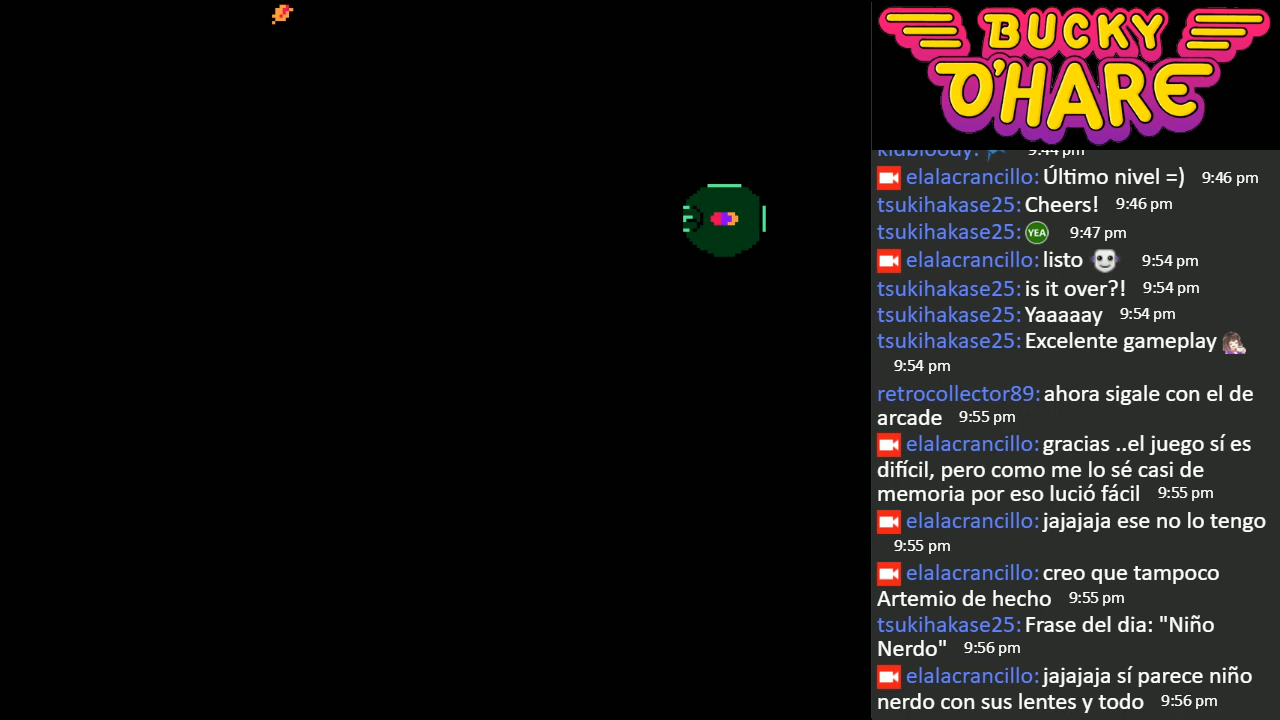 BUCKY
O'HARE
kidbloody: 9:44 pm
elalacrancillo: Último nivel =) 9:46 pm
tsukihakase25: Cheers! 9:46 pm
tsukihakase25: YEA 9:47 pm
elalacrancillo: listo 9:54 pm
tsukihakase25: is it over?! 9:54 pm
tsukihakase25: Yaaaaay 9:54 pm
tsukihakase25: Excelente gameplay
9:54 pm
retrocollector89: ahora sigale con el de
arcade 9:55 pm
elalacrancillo: gracias ..el juego sí es
difícil, pero como me lo sé casi de
memoria por eso lució fácil 9:55 pm
elalacrancillo: jajajaja ese no lo tengo
9:55 pm
elalacrancillo: creo que tampoco
Artemio de hecho 9:55 pm
tsukihakase25: Frase del dia: "Niño
Nerdo" 9:56 pm
elalacrancillo: jajajaja sí parece niño
nerdo con sus lentes y todo 9:56 pm